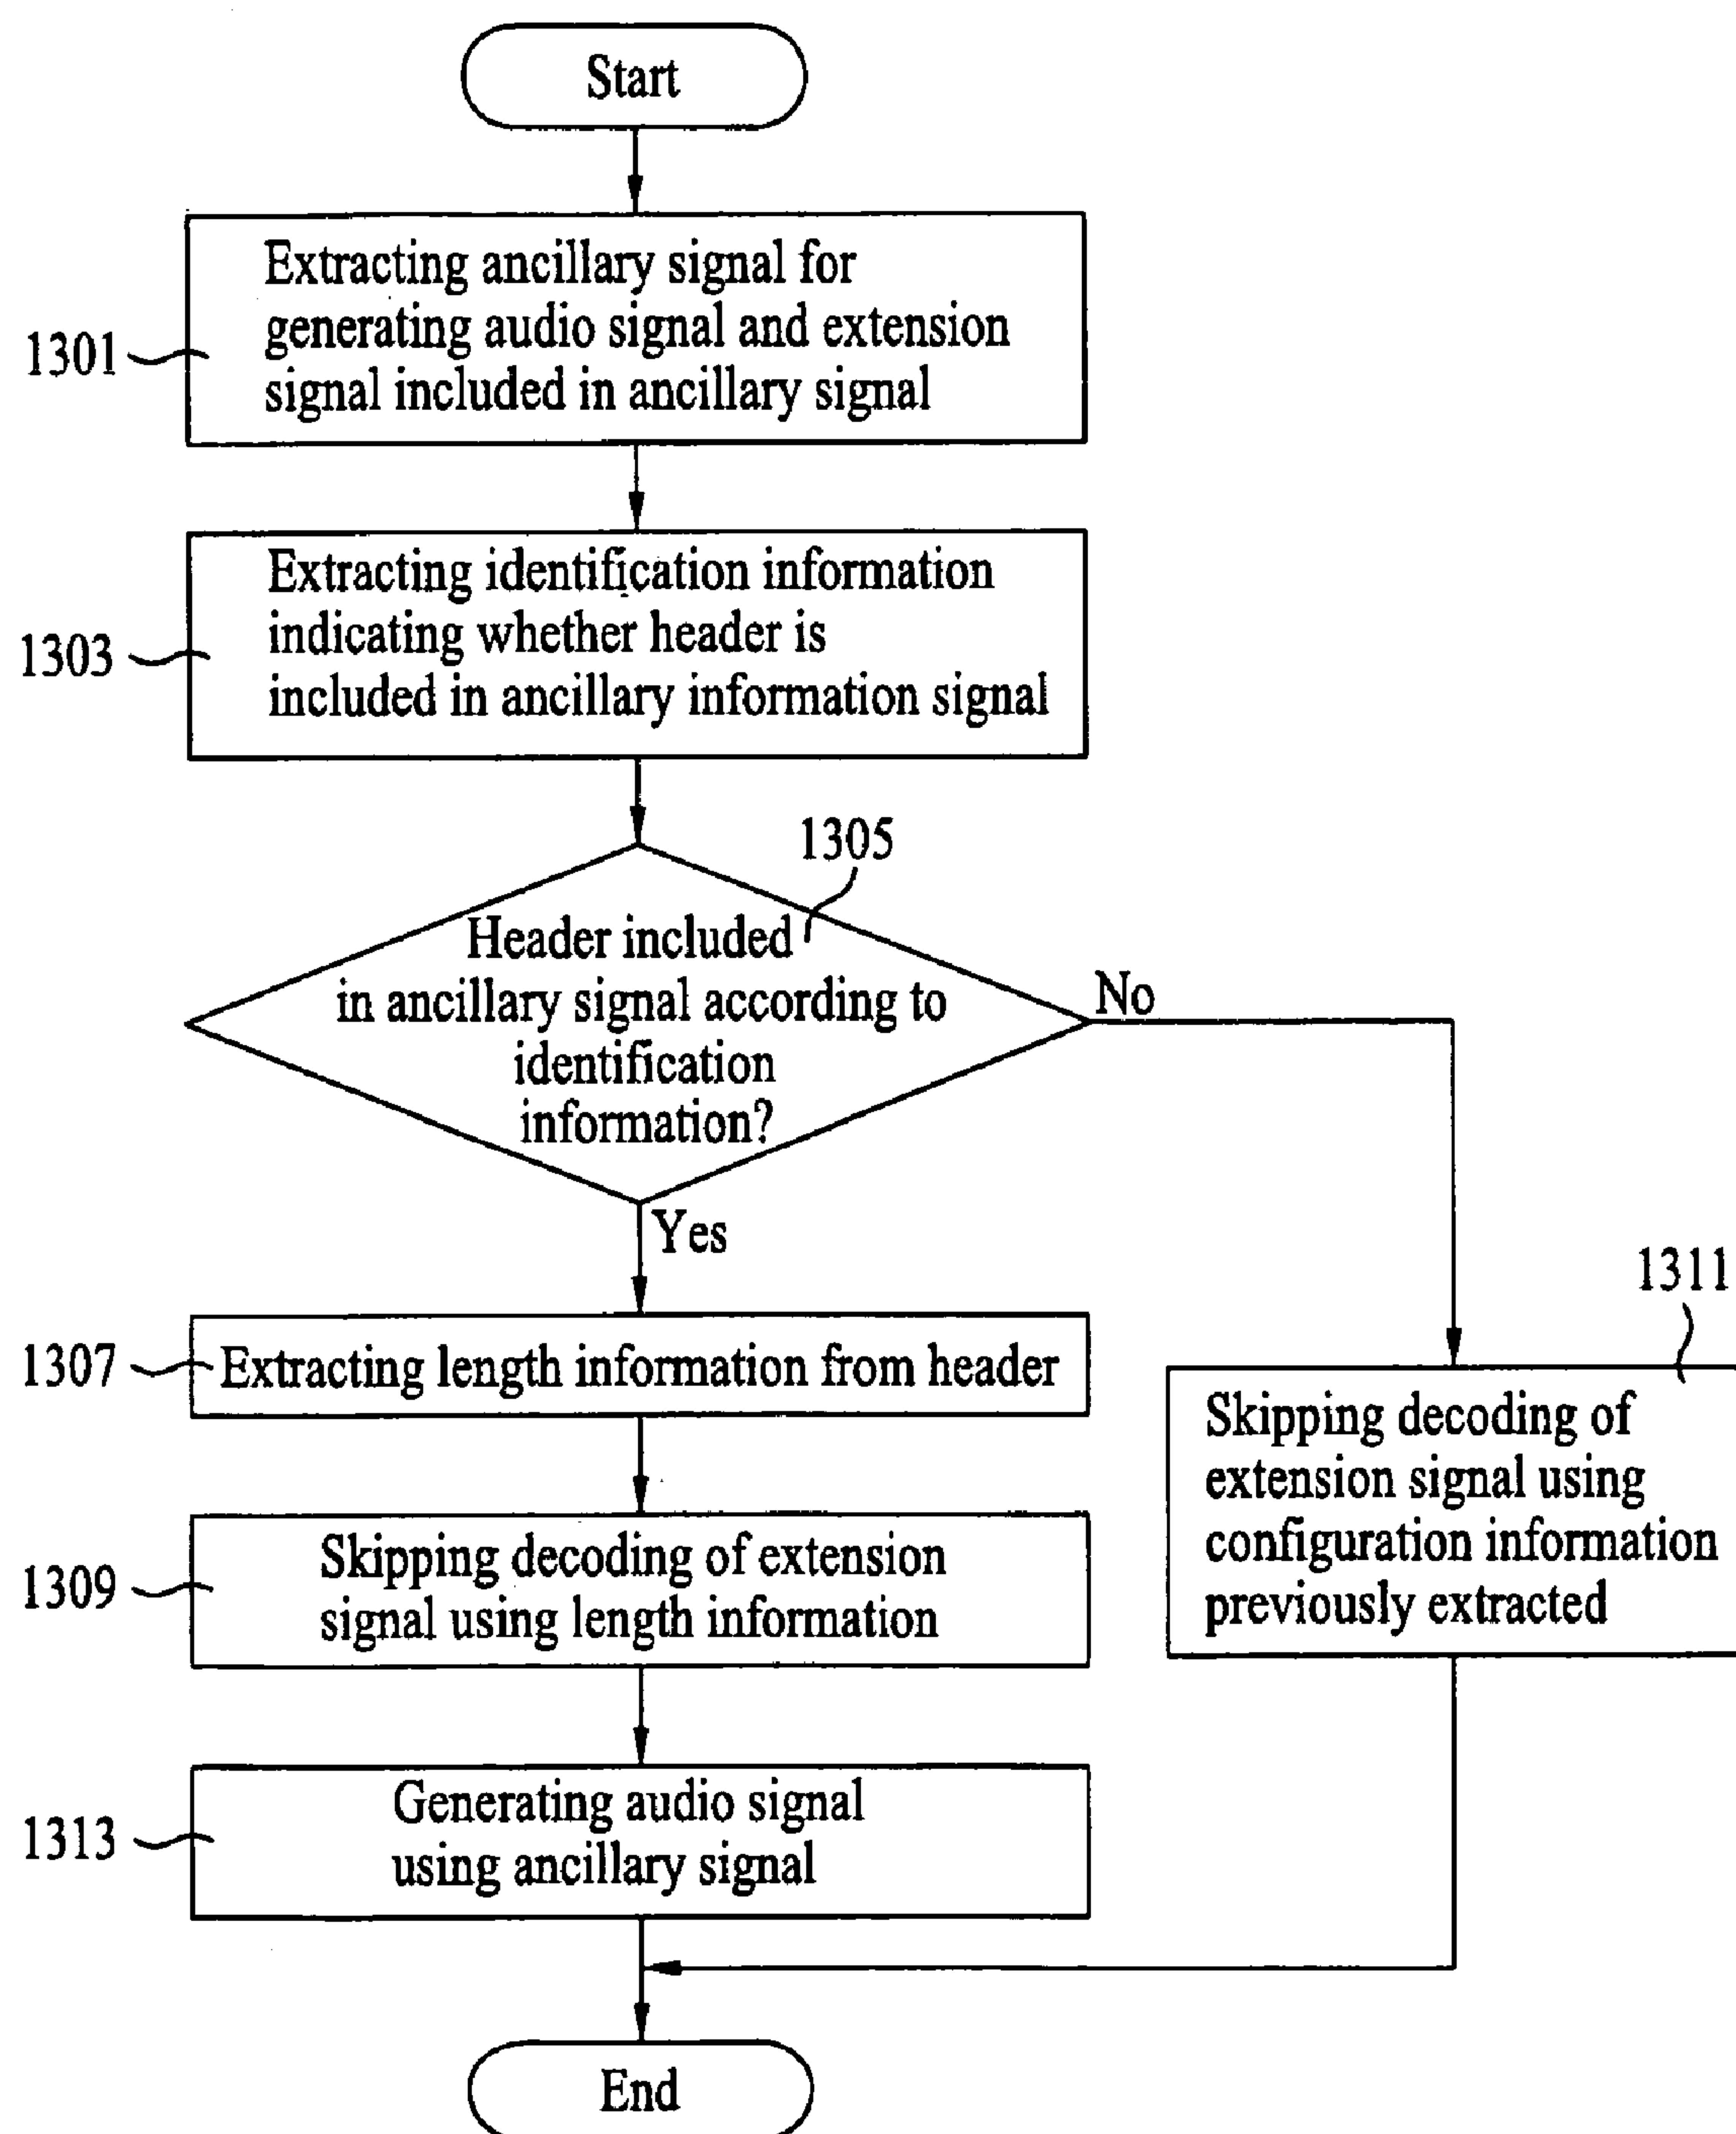 Start
1301
Extracting ancillary signal for
generating audio signal and extension
signal included in ancillary signal
1303
Extracting identification information
indicating whether header is
included in ancillary information signal
1305
Header included
in ancillary signal according to
identification
information?
No
Yes
1307
Extracting length information from header
1311
Skipping decoding of
extension signal using
configuration information
previously extracted
1309
Skipping decoding of extension
signal using length information
1313
Generating audio signal
using ancillary signal
End